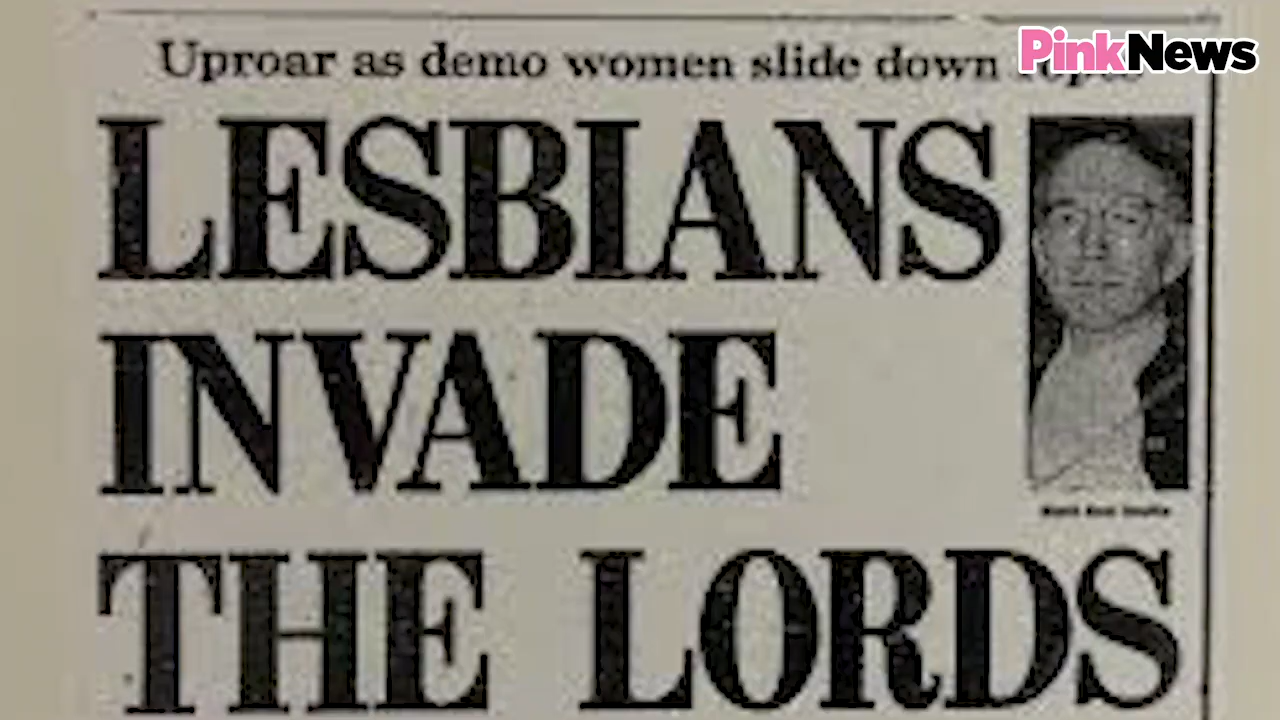 PinkNews
Uproar as demo women slide down
LESBIANS
INVADE
THE LORDS